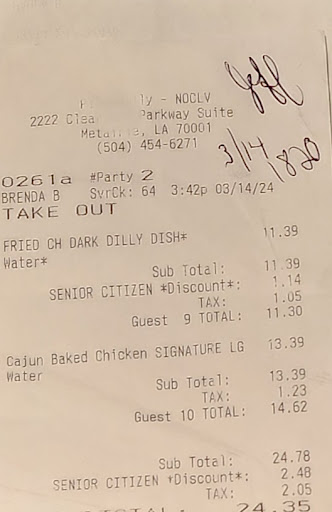 - NOCLV
2222 Parkway Suite
LA 70001
(504) 454-6271
3/14
0261a #Party 2
BRENDA B SvrCk: 64 3:42p 03/14/24
TAKE OUT
FRIED CH DARK DILLY DISH* 11.39
Water*
Sub Total: 11.39
SENIOR CITIZEN *Discount*: 1.14
TAX: 1.05
Guest 9 TOTAL: 11.30
Cajun Baked Chicken SIGNATURE LG 13.39
Water
Sub Total: 13.39
TAX: 1.23
Guest 10 TOTAL: 14.62
Sub Total: 24.78
SENIOR CITIZEN *Discount*: 2.48
TAX: 2.05
TOTAL: 24.35